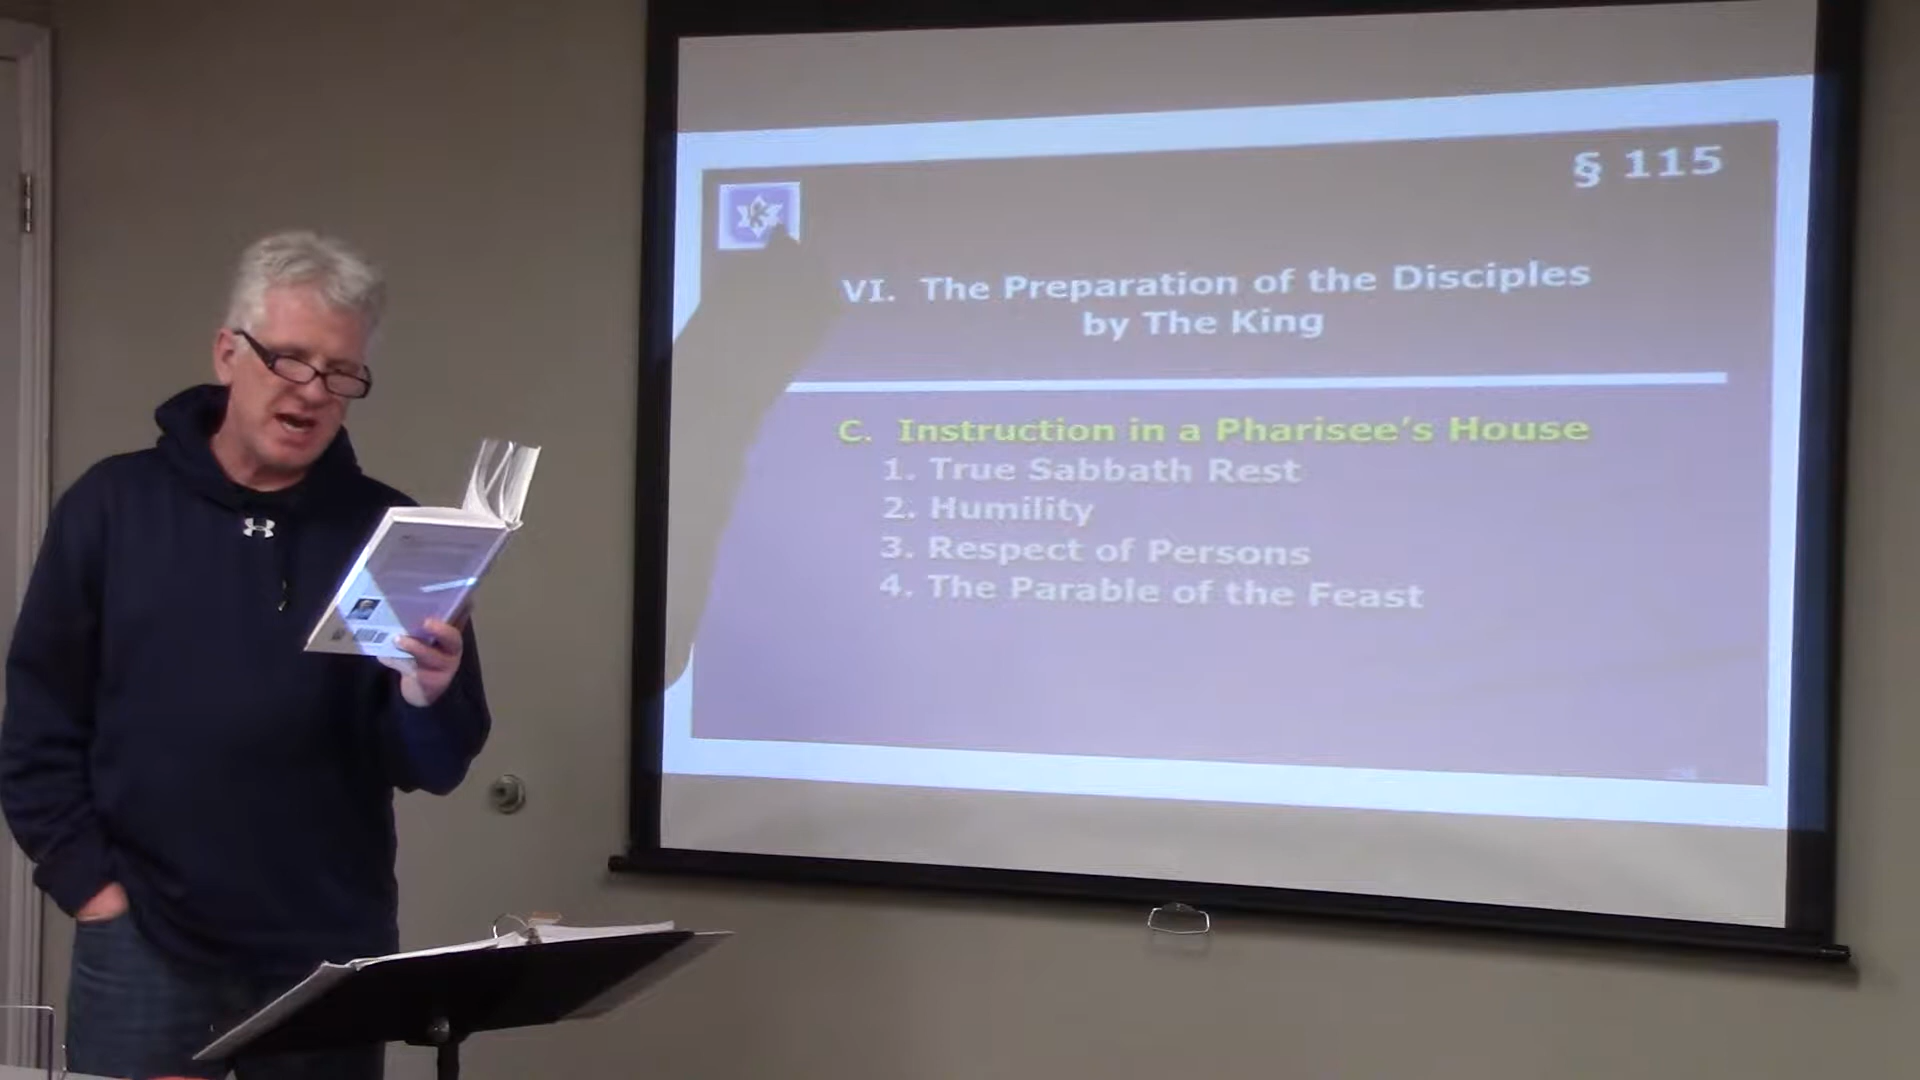 § 115
VI. The Preparation of the Disciples
by The King
C. Instruction in a Pharisee's House
1. True Sabbath Rest
2. Humility
3. Respect of Persons
4. The Parable of the Feast